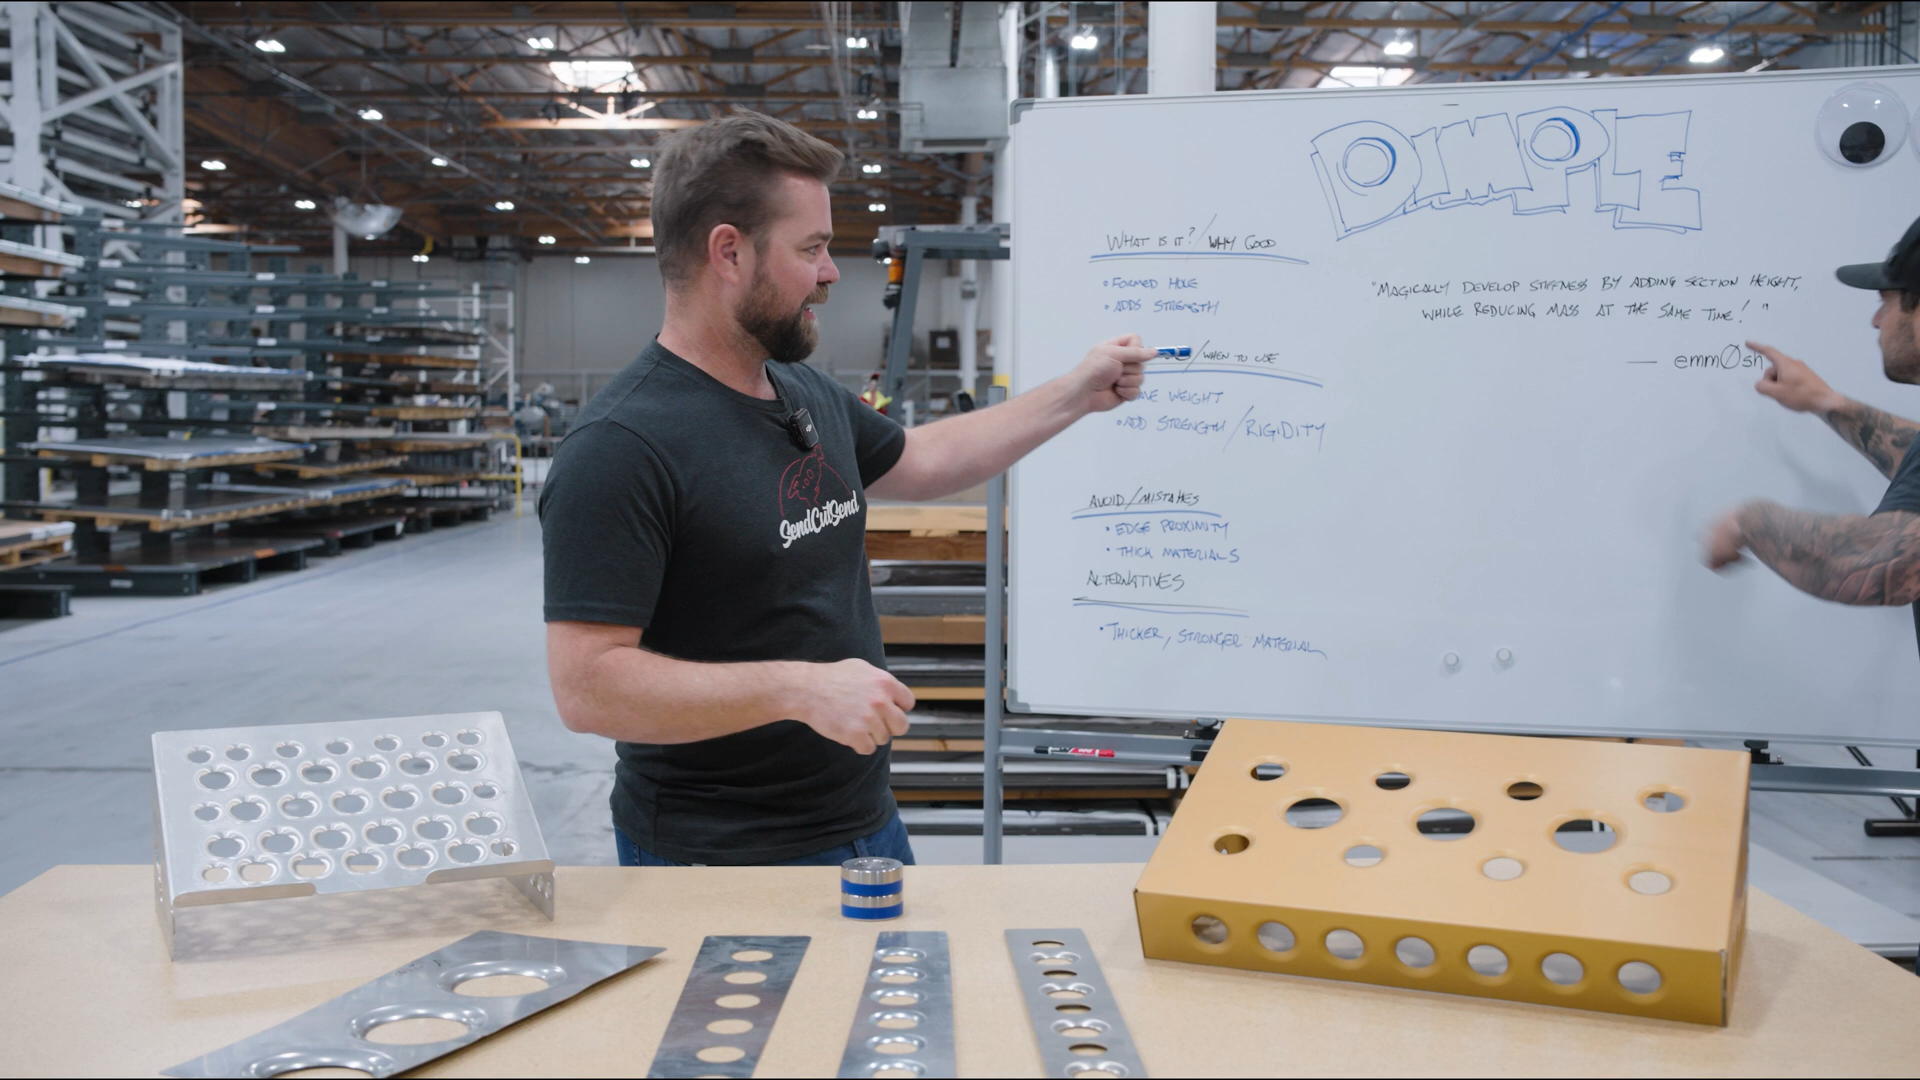 DIMPLE
WHAT IS IT? / WHY GOOD
• FORMED HOLE
• ADDS STRENGTH
/ WHEN TO USE
WEIGHT
• ADD STRENGTH / RIGIDITY
AVOID / MISTAKES
• EDGE PROXIMITY
• THICK MATERIALS
ALTERNATIVES
• THICKER, STRONGER MATERIAL
"MAGICALLY DEVELOP STIFFNESS BY ADDING SECTION HEIGHT,
WHILE REDUCING MASS AT THE SAME TIME! "
— emmØsh
SendCutSend